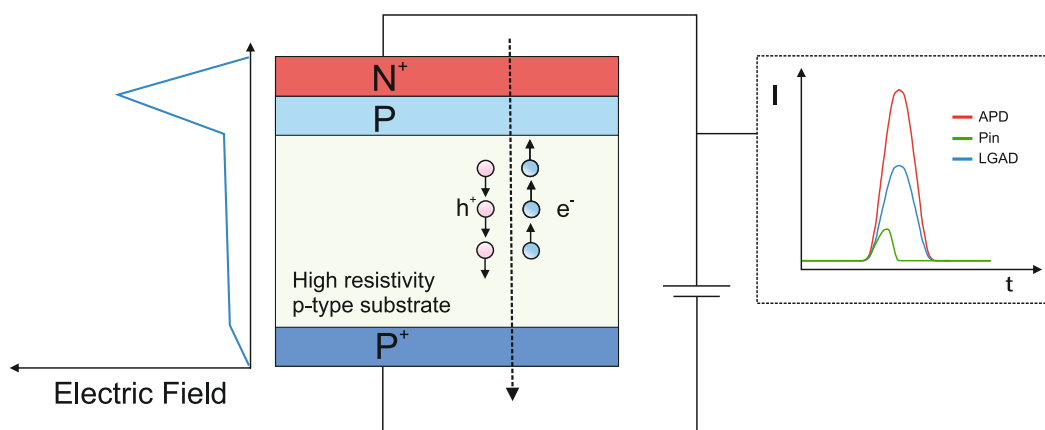 N⁺
P
h⁺
e⁻
High resistivity
p-type substrate
P⁺
Electric Field
I
APD
Pin
LGAD
t